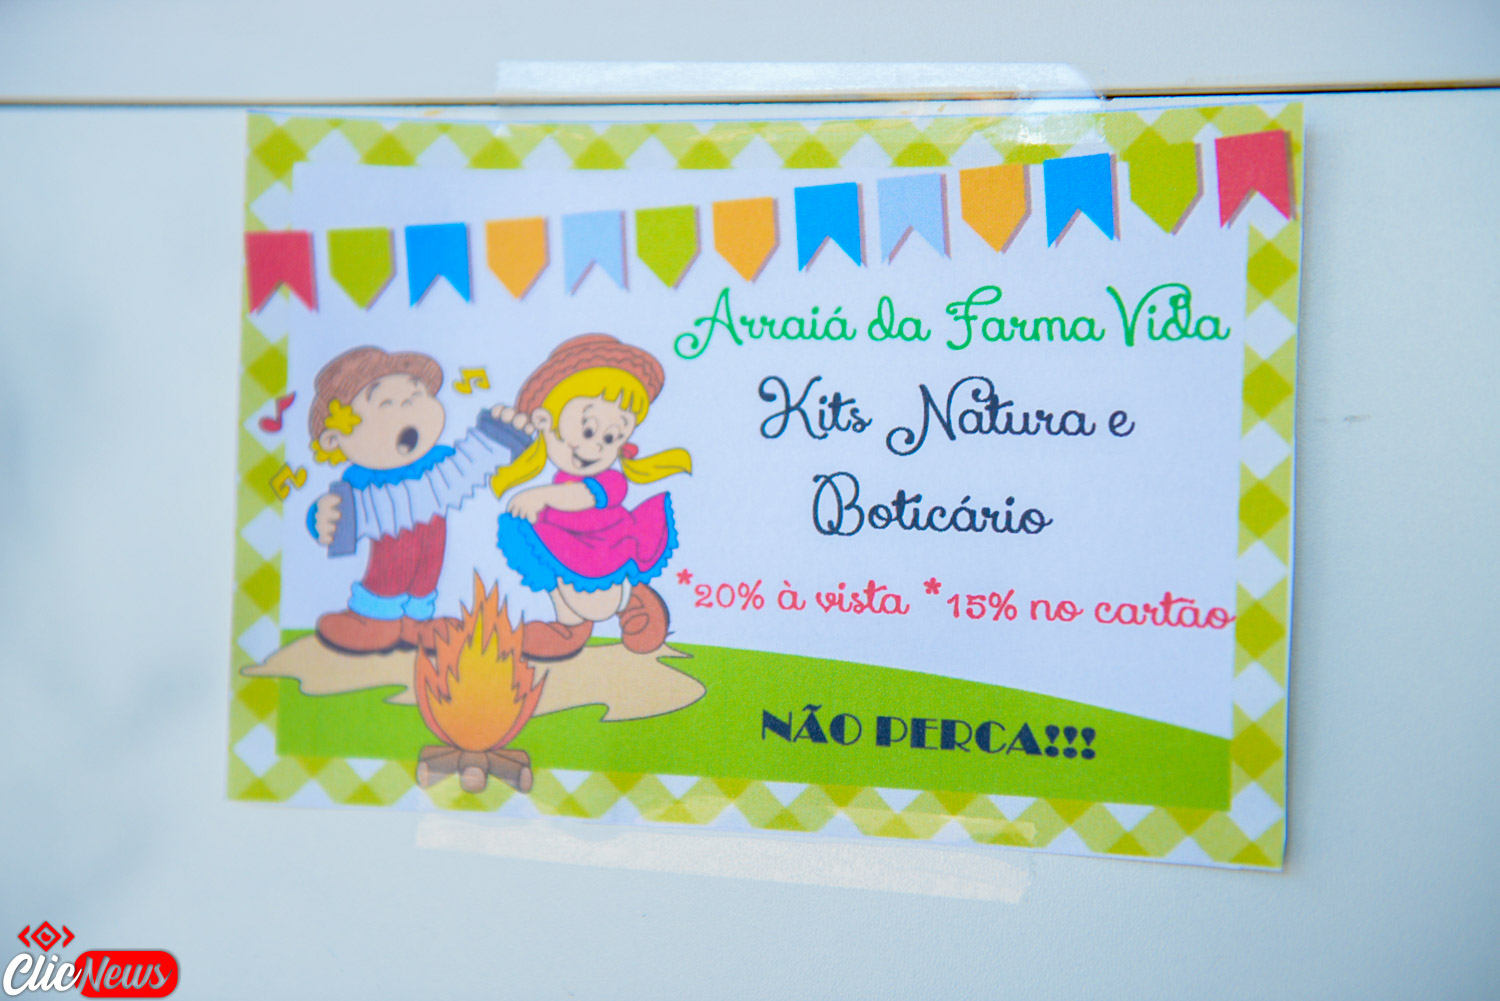 Arraiá da Farma Vida
Kits Natura e
Boticário
*20% à vista *15% no cartão
NÃO PERCA!!!
ClicNews